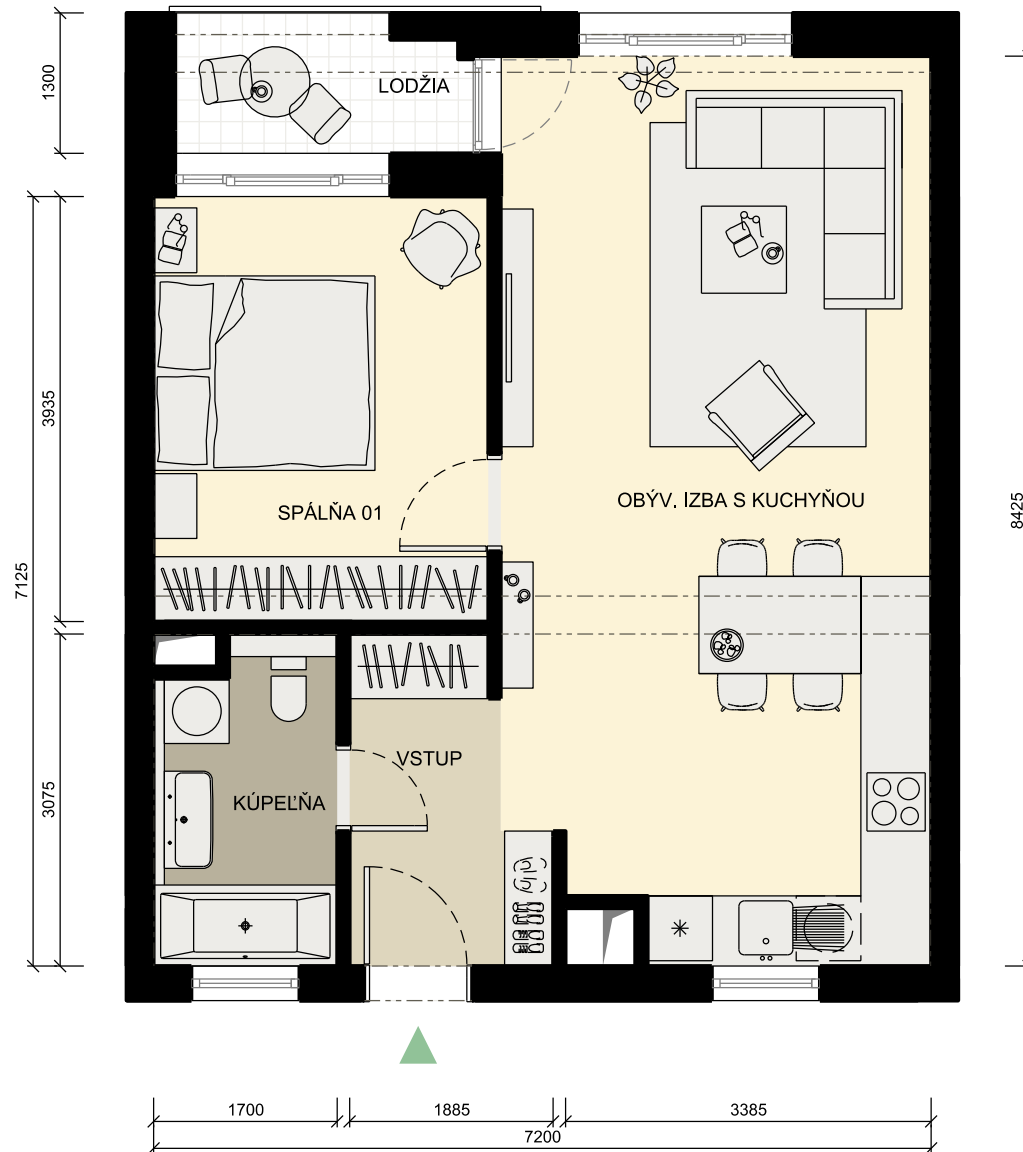 LODŽIA
1300
3935
SPÁLŇA 01
OBÝV. IZBA S KUCHYŇOU
8425
7125
VSTUP
KÚPEĽŇA
3075
1700
1885
3385
7200